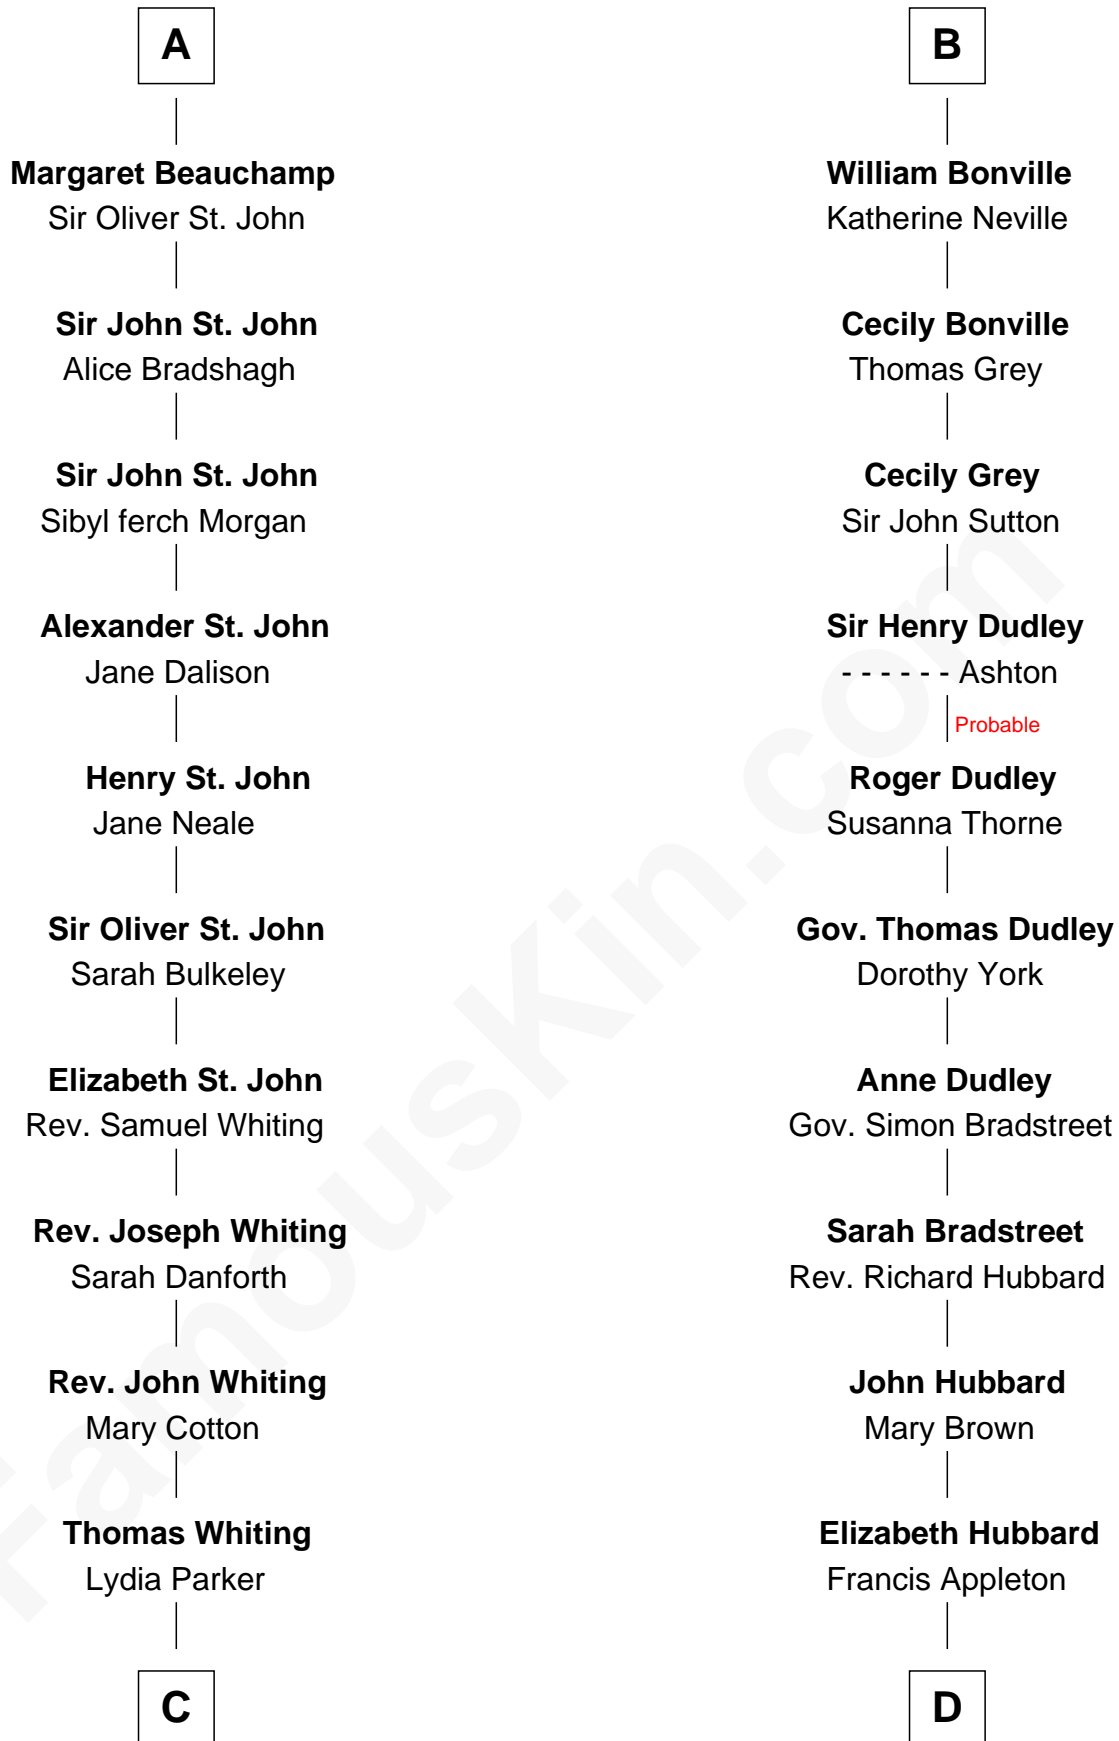 A
Margaret Beauchamp
Sir Oliver St. John
Sir John St. John
Alice Bradshagh
Sir John St. John
Sibyl ferch Morgan
Alexander St. John
Jane Dalison
Henry St. John
Jane Neale
Sir Oliver St. John
Sarah Bulkeley
Elizabeth St. John
Rev. Samuel Whiting
Rev. Joseph Whiting
Sarah Danforth
Rev. John Whiting
Mary Cotton
Thomas Whiting
Lydia Parker
C
B
William Bonville
Katherine Neville
Cecily Bonville
Thomas Grey
Cecily Grey
Sir John Sutton
Sir Henry Dudley
- - - - - - Ashton
Probable
Roger Dudley
Susanna Thorne
Gov. Thomas Dudley
Dorothy York
Anne Dudley
Gov. Simon Bradstreet
Sarah Bradstreet
Rev. Richard Hubbard
John Hubbard
Mary Brown
Elizabeth Hubbard
Francis Appleton
D
FamousKin.com